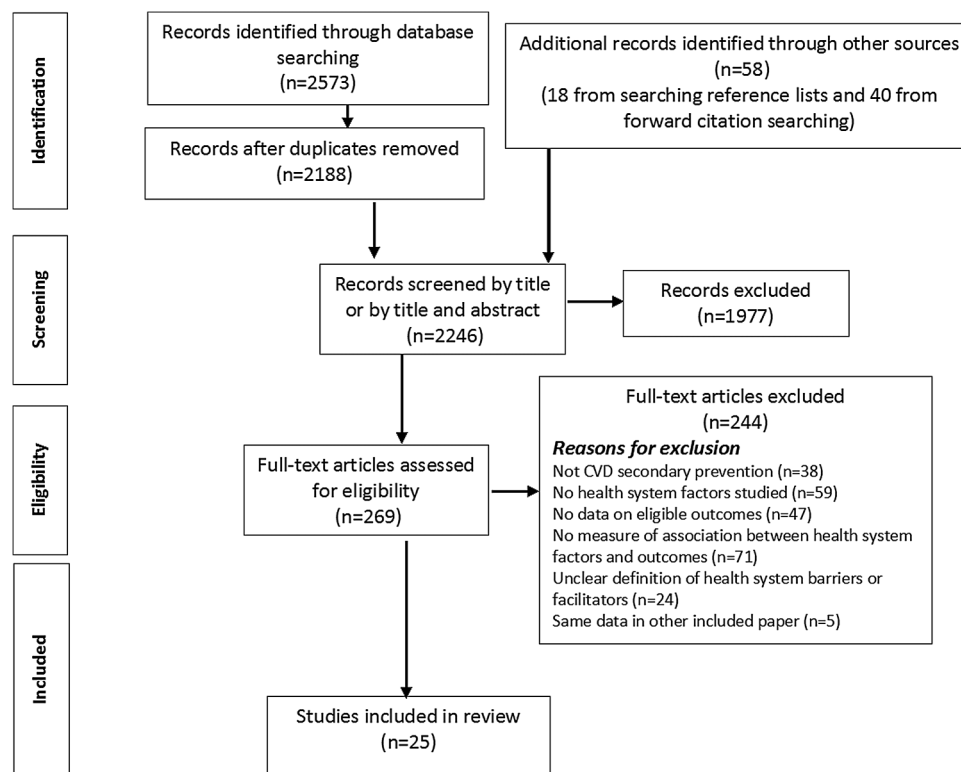 Identification
Records identified through database
searching
(n=2573)
Additional records identified through other sources
(n=58)
(18 from searching reference lists and 40 from
forward citation searching)
Records after duplicates removed
(n=2188)
Screening
Records screened by title
or by title and abstract
(n=2246)
Records excluded
(n=1977)
Eligibility
Full-text articles assessed
for eligibility
(n=269)
Full-text articles excluded
(n=244)
Reasons for exclusion
Not CVD secondary prevention (n=38)
No health system factors studied (n=59)
No data on eligible outcomes (n=47)
No measure of association between health system
factors and outcomes (n=71)
Unclear definition of health system barriers or
facilitators (n=24)
Same data in other included paper (n=5)
Included
Studies included in review
(n=25)